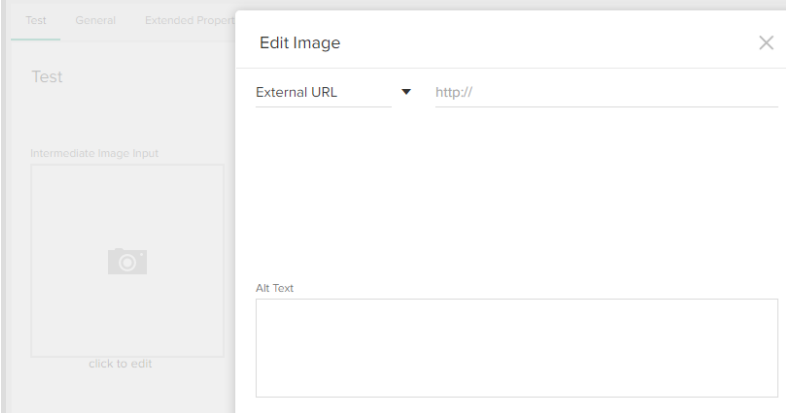 Test General Extended Propert
Edit Image
Test
External URL
http://
Intermediate Image Input
Alt Text
click to edit